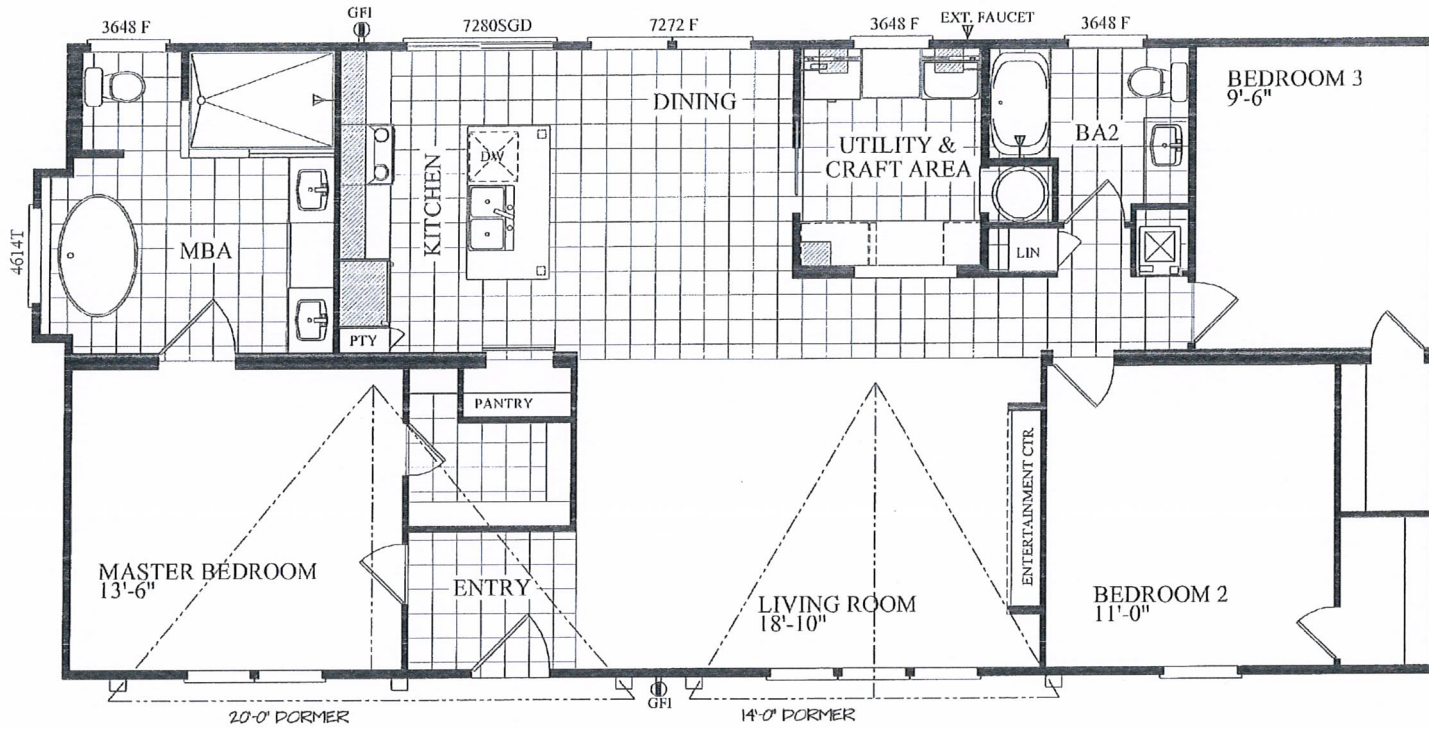 3648 F
GFI
7280SGD
7272 F
3648 F
EXT. FAUCET
3648 F
BEDROOM 3
9'-6"
DINING
DW
KITCHEN
UTILITY &
CRAFT AREA
BA2
4614T
MBA
LIN
PTY
PANTRY
ENTERTAINMENT CTR
MASTER BEDROOM
13'-6"
ENTRY
LIVING ROOM
18'-10"
BEDROOM 2
11'-0"
GFI
20'-0" DORMER
14'-0" DORMER